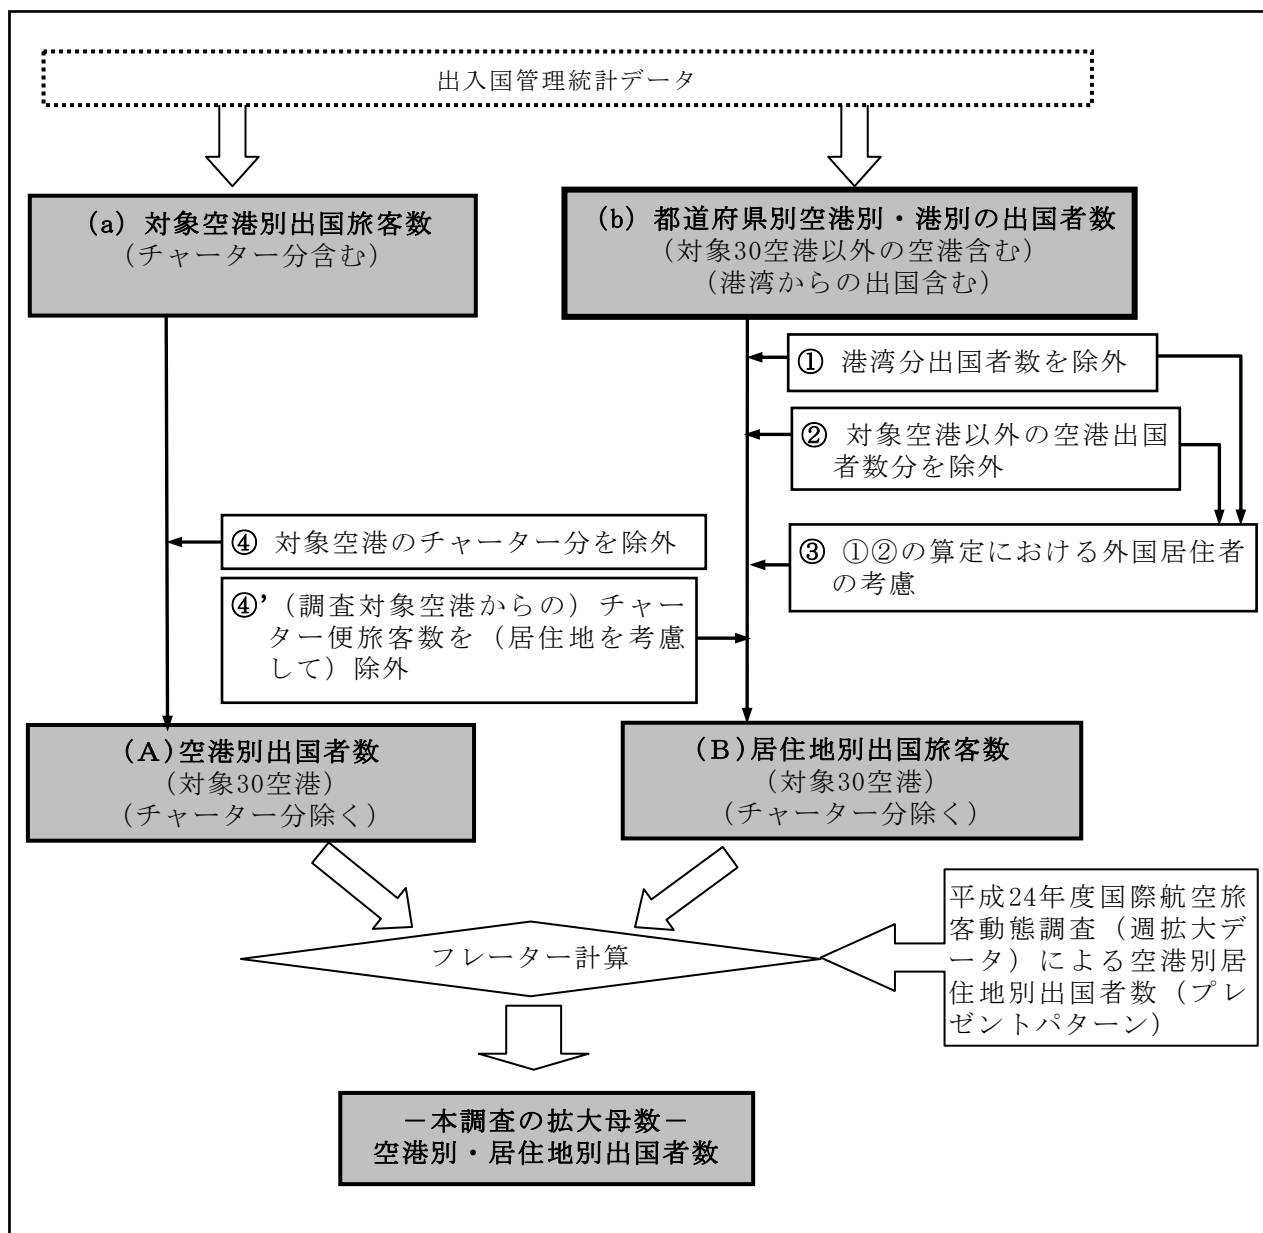 出入国管理統計データ
(a) 対象空港別出国旅客数
(チャーター分含む)
(b) 都道府県別空港別・港別の出国者数
(対象30空港以外の空港含む)
(港湾からの出国含む)
① 港湾分出国者数を除外
② 対象空港以外の空港出国
者数分を除外
③ ①②の算定における外国居住者
の考慮
④ 対象空港のチャーター分を除外
④’(調査対象空港からの)チャー
ター便旅客数を(居住地を考慮
して)除外
(A)空港別出国者数
(対象30空港)
(チャーター分除く)
(B)居住地別出国旅客数
(対象30空港)
(チャーター分除く)
フレーター計算
平成24年度国際航空旅
客動態調査(週拡大デ
ータ)による空港別居
住地別出国者数(プレ
ゼントパターン)
－本調査の拡大母数－
空港別・居住地別出国者数